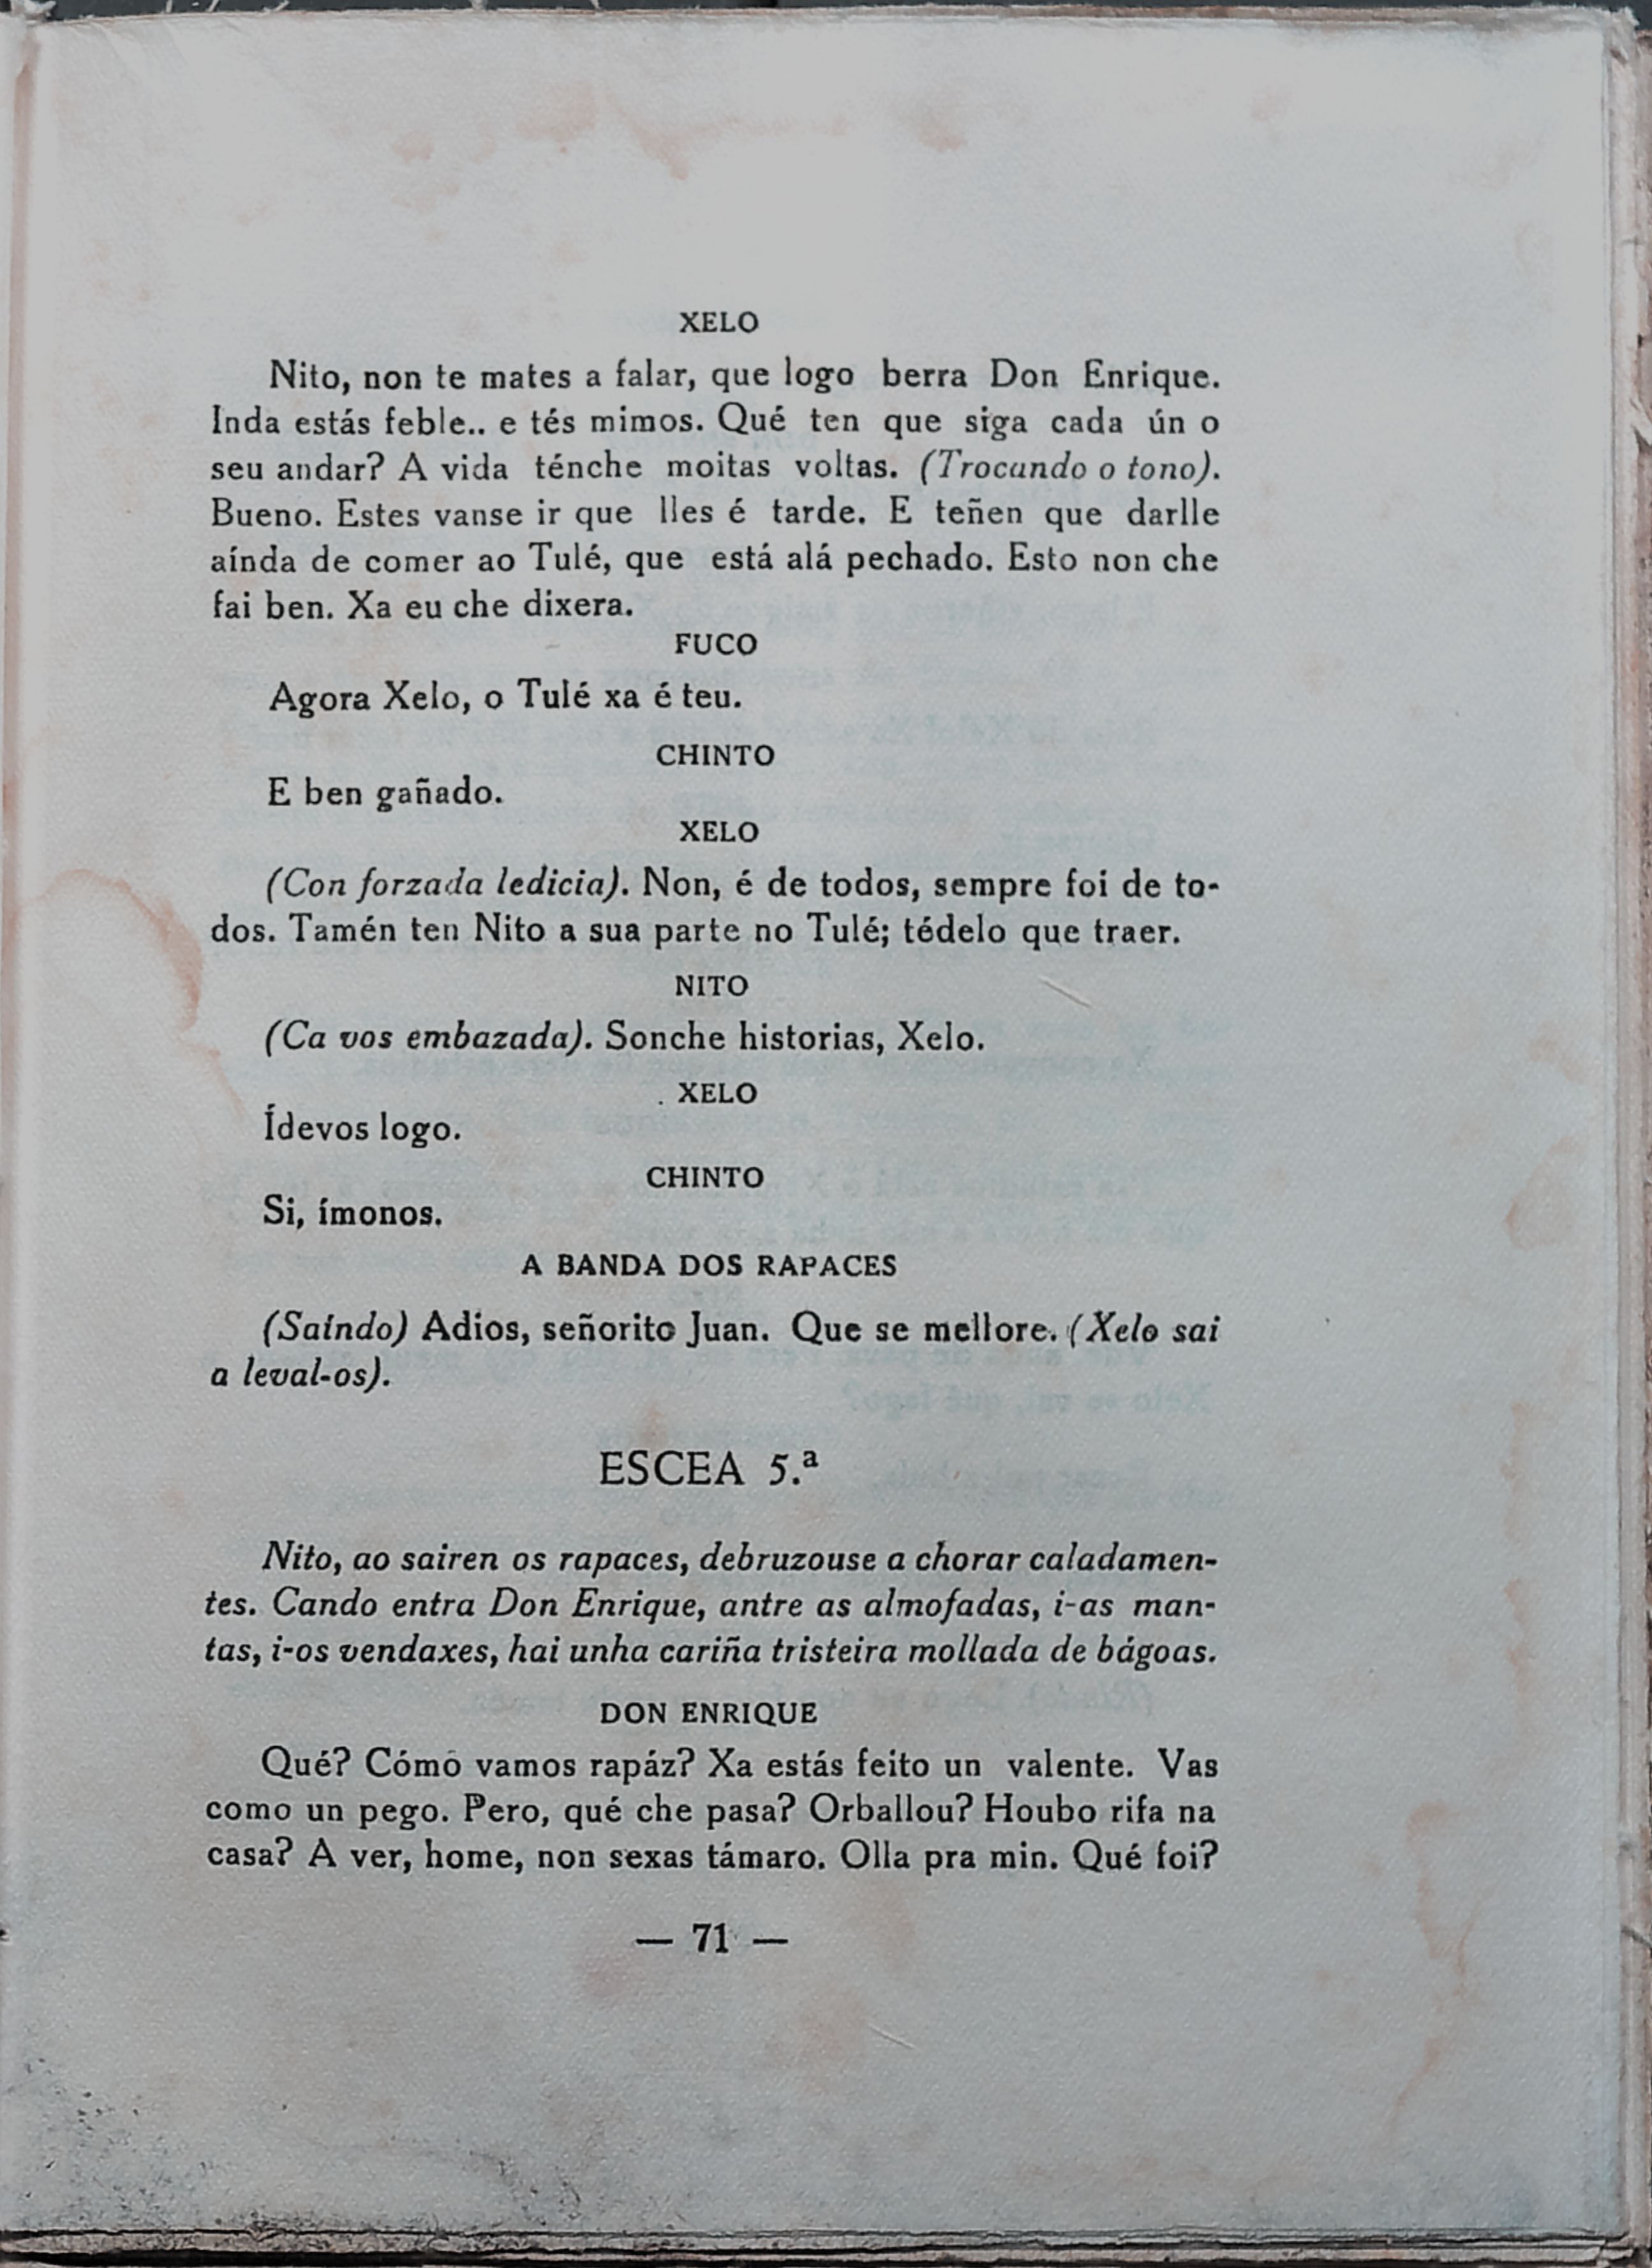 XELO
Nito, non te mates a falar, que logo berra Don Enrique.
Inda estás feble.. e tés mimos. Qué ten que siga cada ún o
seu andar? A vida ténche moitas voltas. (Trocando o tono).
Bueno. Estes vanse ir que lles é tarde. E teñen que darlle
aínda de comer ao Tulé, que está alá pechado. Esto non che
fai ben. Xa eu che dixera.
FUCO
Agora Xelo, o Tulé xa é teu.
CHINTO
E ben gañado.
XELO
(Con forzada ledicia). Non, é de todos, sempre foi de to-
dos. Tamén ten Nito a sua parte no Tulé; tédelo que traer.
NITO
(Ca vos embazada). Sonche historias, Xelo.
XELO
Ídevos logo.
CHINTO
Si, ímonos.
A BANDA DOS RAPACES
(Saíndo) Adios, señorito Juan. Que se mellore. (Xelo sai
a leval-os).
ESCEA 5.ª
Nito, ao sairen os rapaces, debruzouse a chorar caladamen-
tes. Cando entra Don Enrique, antre as almofadas, i-as man-
tas, i-os vendaxes, hai unha cariña tristeira mollada de bágoas.
DON ENRIQUE
Qué? Cómo vamos rapáz? Xa estás feito un valente. Vas
como un pego. Pero, qué che pasa? Orballou? Houbo rifa na
casa? A ver, home, non sexas támaro. Olla pra min. Qué foi?
— 71 —